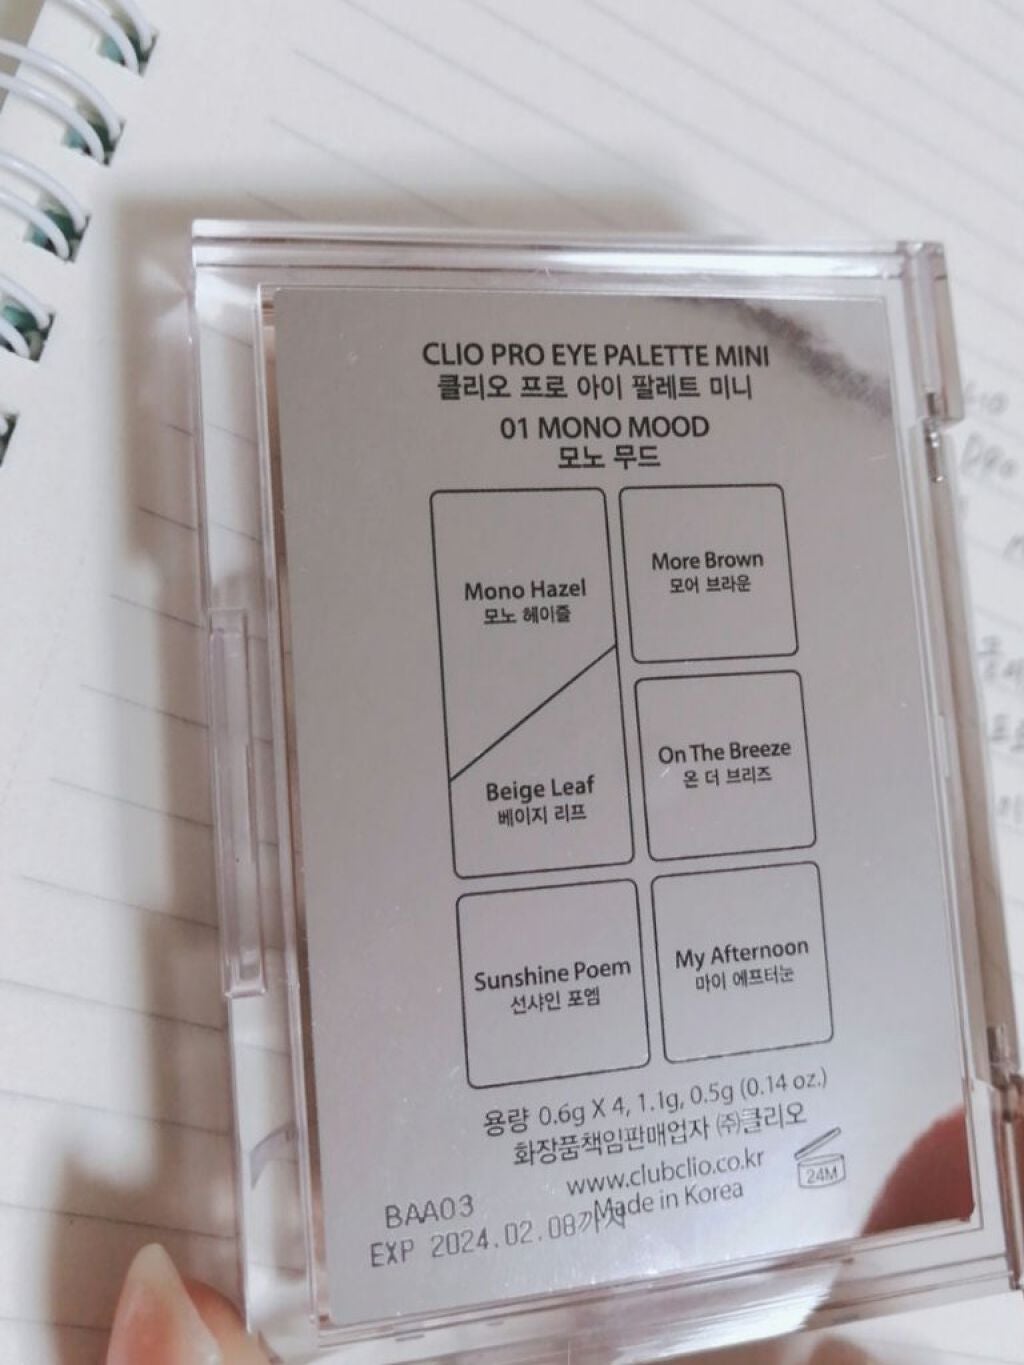 CLIO PRO EYE PALETTE MINI
클리오 프로 아이 팔레트 미니
01 MONO MOOD
모노 무드
Mono Hazel
모노 헤이즐
More Brown
모어 브라운
Beige Leaf
베이지 리프
On The Breeze
온 더 브리즈
Sunshine Poem
선샤인 포엠
My Afternoon
마이 에프터눈
용량 0.6g X 4, 1.1g, 0.5g (0.14 oz.)
화장품책임판매업자 ㈜클리오
www.clubclio.co.kr
Made in Korea
24M
BAA03
EXP 2024.02.08까지